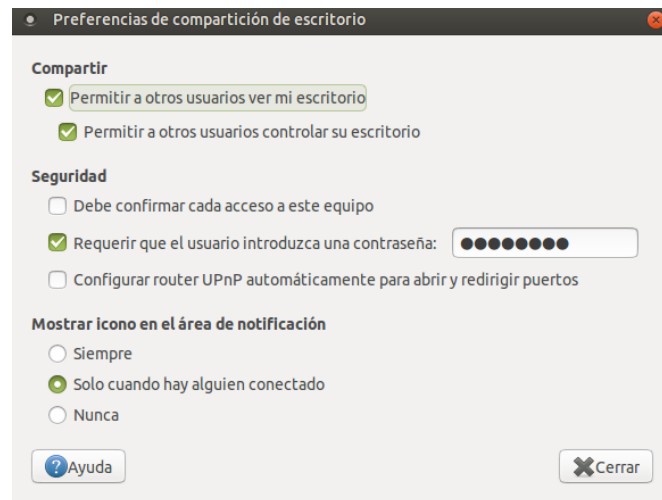 Preferencias de compartición de escritorio
Compartir
Permitir a otros usuarios ver mi escritorio
Permitir a otros usuarios controlar su escritorio
Seguridad
Debe confirmar cada acceso a este equipo
Requerir que el usuario introduzca una contraseña: ●●●●●●●●
Configurar router UPnP automáticamente para abrir y redirigir puertos
Mostrar icono en el área de notificación
Siempre
Solo cuando hay alguien conectado
Nunca
Ayuda Cerrar